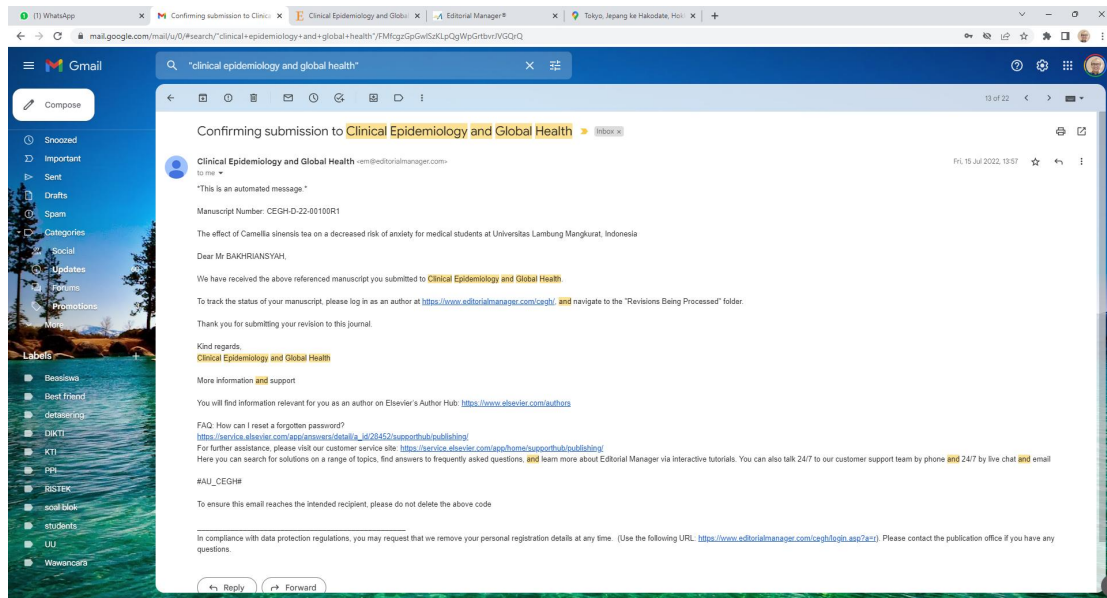 (1) WhatsApp
Confirming submission to Clinica
Clinical Epidemiology and Global
Editorial Manager®
Tokyo, Jepang ke Hakodate, Hok
mail.google.com/mail/u/0/#search/"clinical+epidemiology+and+global+health"/FMfcgzGpGwlSzKLpQgWpGrtbvrJVGQrQ
Gmail
"clinical epidemiology and global health"
Compose
13 of 22
Snoozed
Important
Sent
Drafts
Spam
Categories
Social
Updates
Forums
Promotions
More
Labels
Beasiswa
Best friend
detasering
DIKTI
KTI
PPI
RISTEK
soal blok
students
UU
Wawancara
Confirming submission to Clinical Epidemiology and Global Health
Inbox x
Clinical Epidemiology and Global Health <em@editorialmanager.com>
Fri, 15 Jul 2022, 13:57
to me
*This is an automated message.*
Manuscript Number: CEGH-D-22-00100R1
The effect of Camellia sinensis tea on a decreased risk of anxiety for medical students at Universitas Lambung Mangkurat, Indonesia
Dear Mr BAKHRIANSYAH,
We have received the above referenced manuscript you submitted to Clinical Epidemiology and Global Health.
To track the status of your manuscript, please log in as an author at https://www.editorialmanager.com/cegh/, and navigate to the "Revisions Being Processed" folder.
Thank you for submitting your revision to this journal.
Kind regards,
Clinical Epidemiology and Global Health
More information and support
You will find information relevant for you as an author on Elsevier's Author Hub: https://www.elsevier.com/authors
FAQ: How can I reset a forgotten password?
https://service.elsevier.com/app/answers/detail/a_id/28452/supporthub/publishing/
For further assistance, please visit our customer service site: https://service.elsevier.com/app/home/supporthub/publishing/
Here you can search for solutions on a range of topics, find answers to frequently asked questions, and learn more about Editorial Manager via interactive tutorials. You can also talk 24/7 to our customer support team by phone and 24/7 by live chat and email
#AU_CEGH#
To ensure this email reaches the intended recipient, please do not delete the above code
In compliance with data protection regulations, you may request that we remove your personal registration details at any time. (Use the following URL: https://www.editorialmanager.com/cegh/login.asp?a=r). Please contact the publication office if you have any
questions.
Reply
Forward